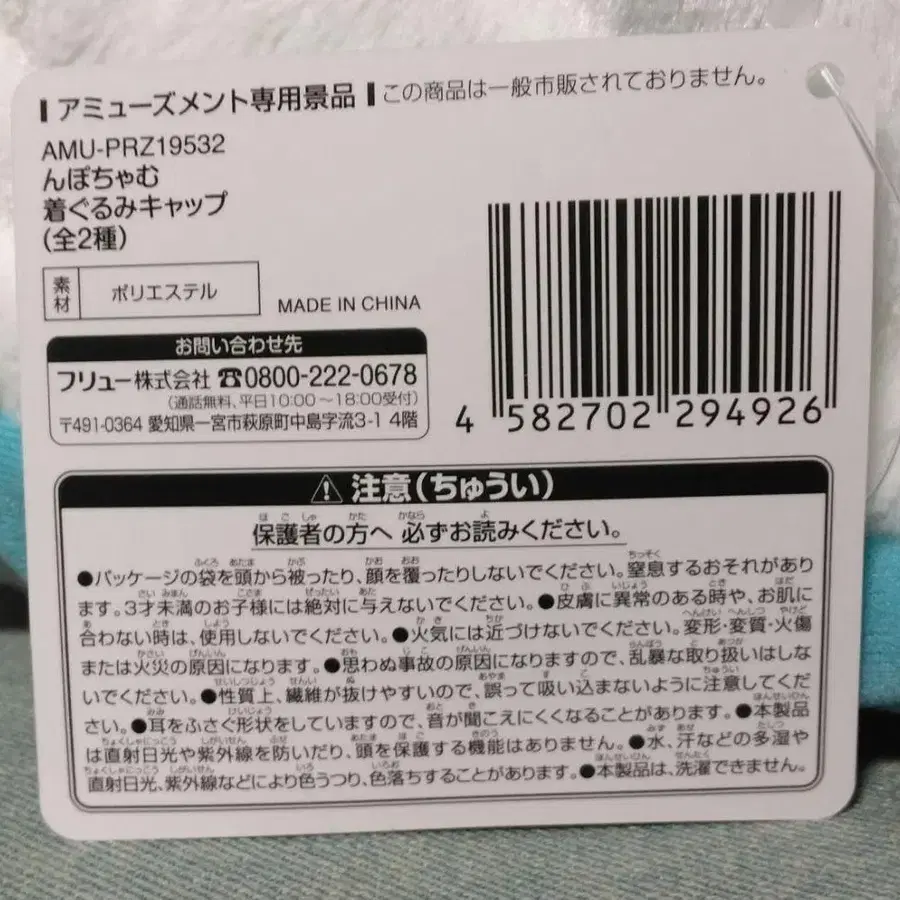 アミューズメント専用景品 この商品は一般市販されておりません。
AMU-PRZ19532
んぽちゃむ
着ぐるみキャップ
(全2種)
素材 ポリエステル
MADE IN CHINA
お問い合わせ先
フリュー株式会社 ☎0800-222-0678
(通話無料、平日10:00~18:00受付)
〒491-0364 愛知県一宮市萩原町中島字流3-1 4階
4 582702 294926
⚠ 注意(ちゅうい)
保護者の方へ 必ずお読みください。
●パッケージの袋を頭から被ったり、顔を覆ったりしないでください。窒息するおそれがあり
ます。3才未満のお子様には絶対に与えないでください。●皮膚に異常のある時や、お肌に
合わない時は、使用しないでください。●火気には近づけないでください。変形・変質・火傷
または火災の原因になります。●思わぬ事故の原因になりますので、乱暴な取り扱いはしな
いでください。●性質上、繊維が抜けやすいので、誤って吸い込まないように注意してくだ
さい。●耳をふさぐ形状をしていますので、音が聞こえにくくなることがあります。●本製品
は直射日光や紫外線を防いだり、頭を保護する機能はありません。●水、汗などの多湿や
直射日光、紫外線などにより色うつり、色落ちすることがあります。●本製品は、洗濯できません。